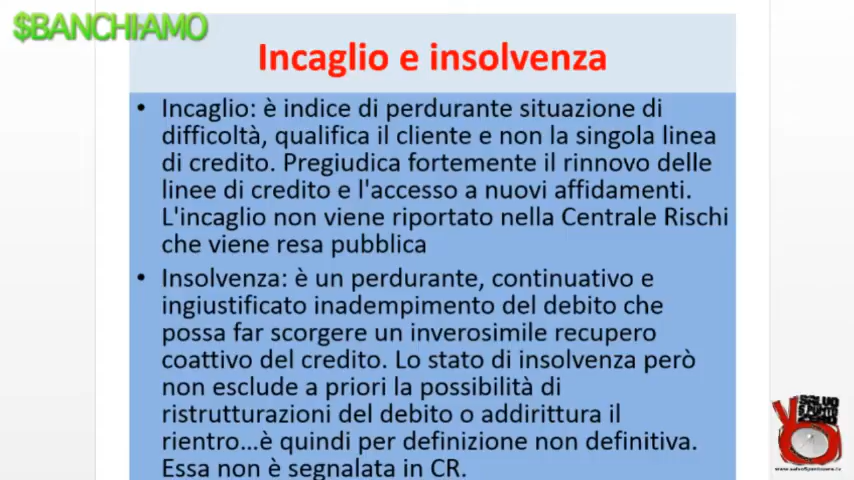 $BANCHIAMO
Incaglio e insolvenza
• Incaglio: è indice di perdurante situazione di
difficoltà, qualifica il cliente e non la singola linea
di credito. Pregiudica fortemente il rinnovo delle
linee di credito e l'accesso a nuovi affidamenti.
L'incaglio non viene riportato nella Centrale Rischi
che viene resa pubblica
• Insolvenza: è un perdurante, continuativo e
ingiustificato inadempimento del debito che
possa far scorgere un inverosimile recupero
coattivo del credito. Lo stato di insolvenza però
non esclude a priori la possibilità di
ristrutturazioni del debito o addirittura il
rientro...è quindi per definizione non definitiva.
Essa non è segnalata in CR.
SALVO
5 PUNTO
ZERO